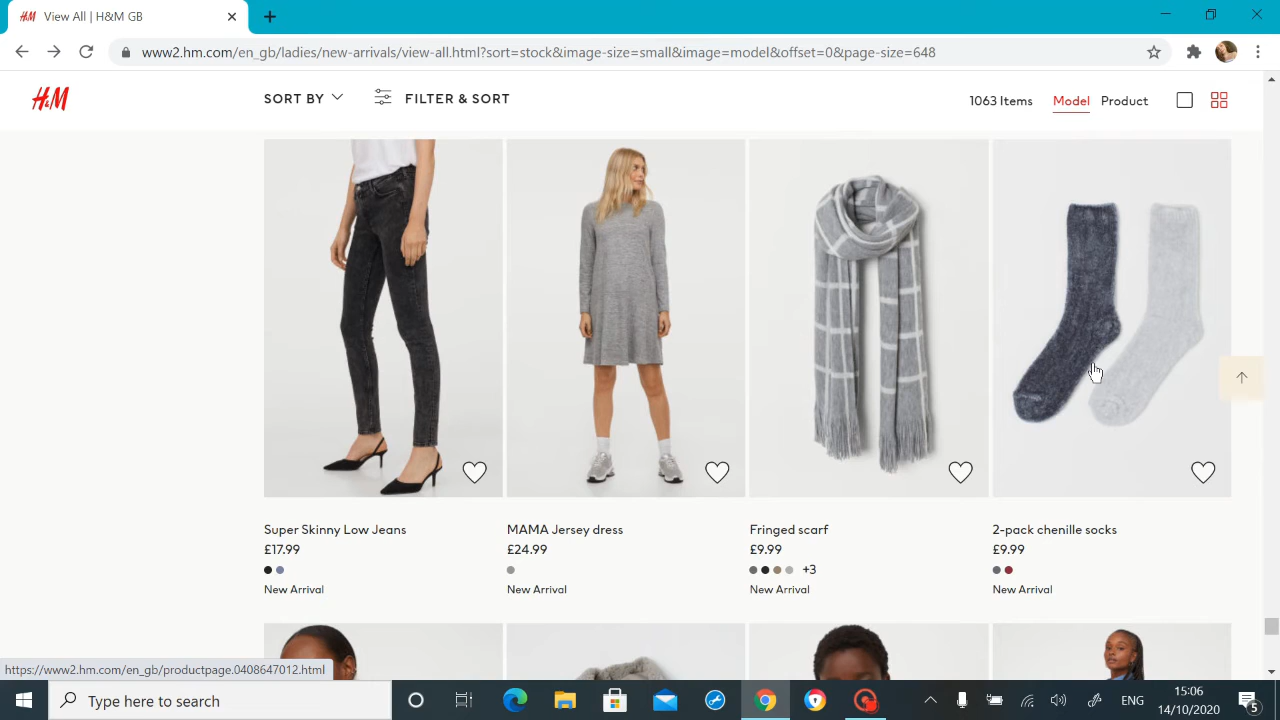 H&M View All | H&M GB
www2.hm.com/en_gb/ladies/new-arrivals/view-all.html?sort=stock&image-size=small&image=model&offset=0&page-size=648
H&M SORT BY FILTER & SORT 1063 Items Model Product
Super Skinny Low Jeans MAMA Jersey dress Fringed scarf 2-pack chenille socks
£17.99 £24.99 £9.99 £9.99
+3
New Arrival New Arrival New Arrival New Arrival
https://www2.hm.com/en_gb/productpage.0408647012.html
Type here to search ENG 15:06
14/10/2020 5